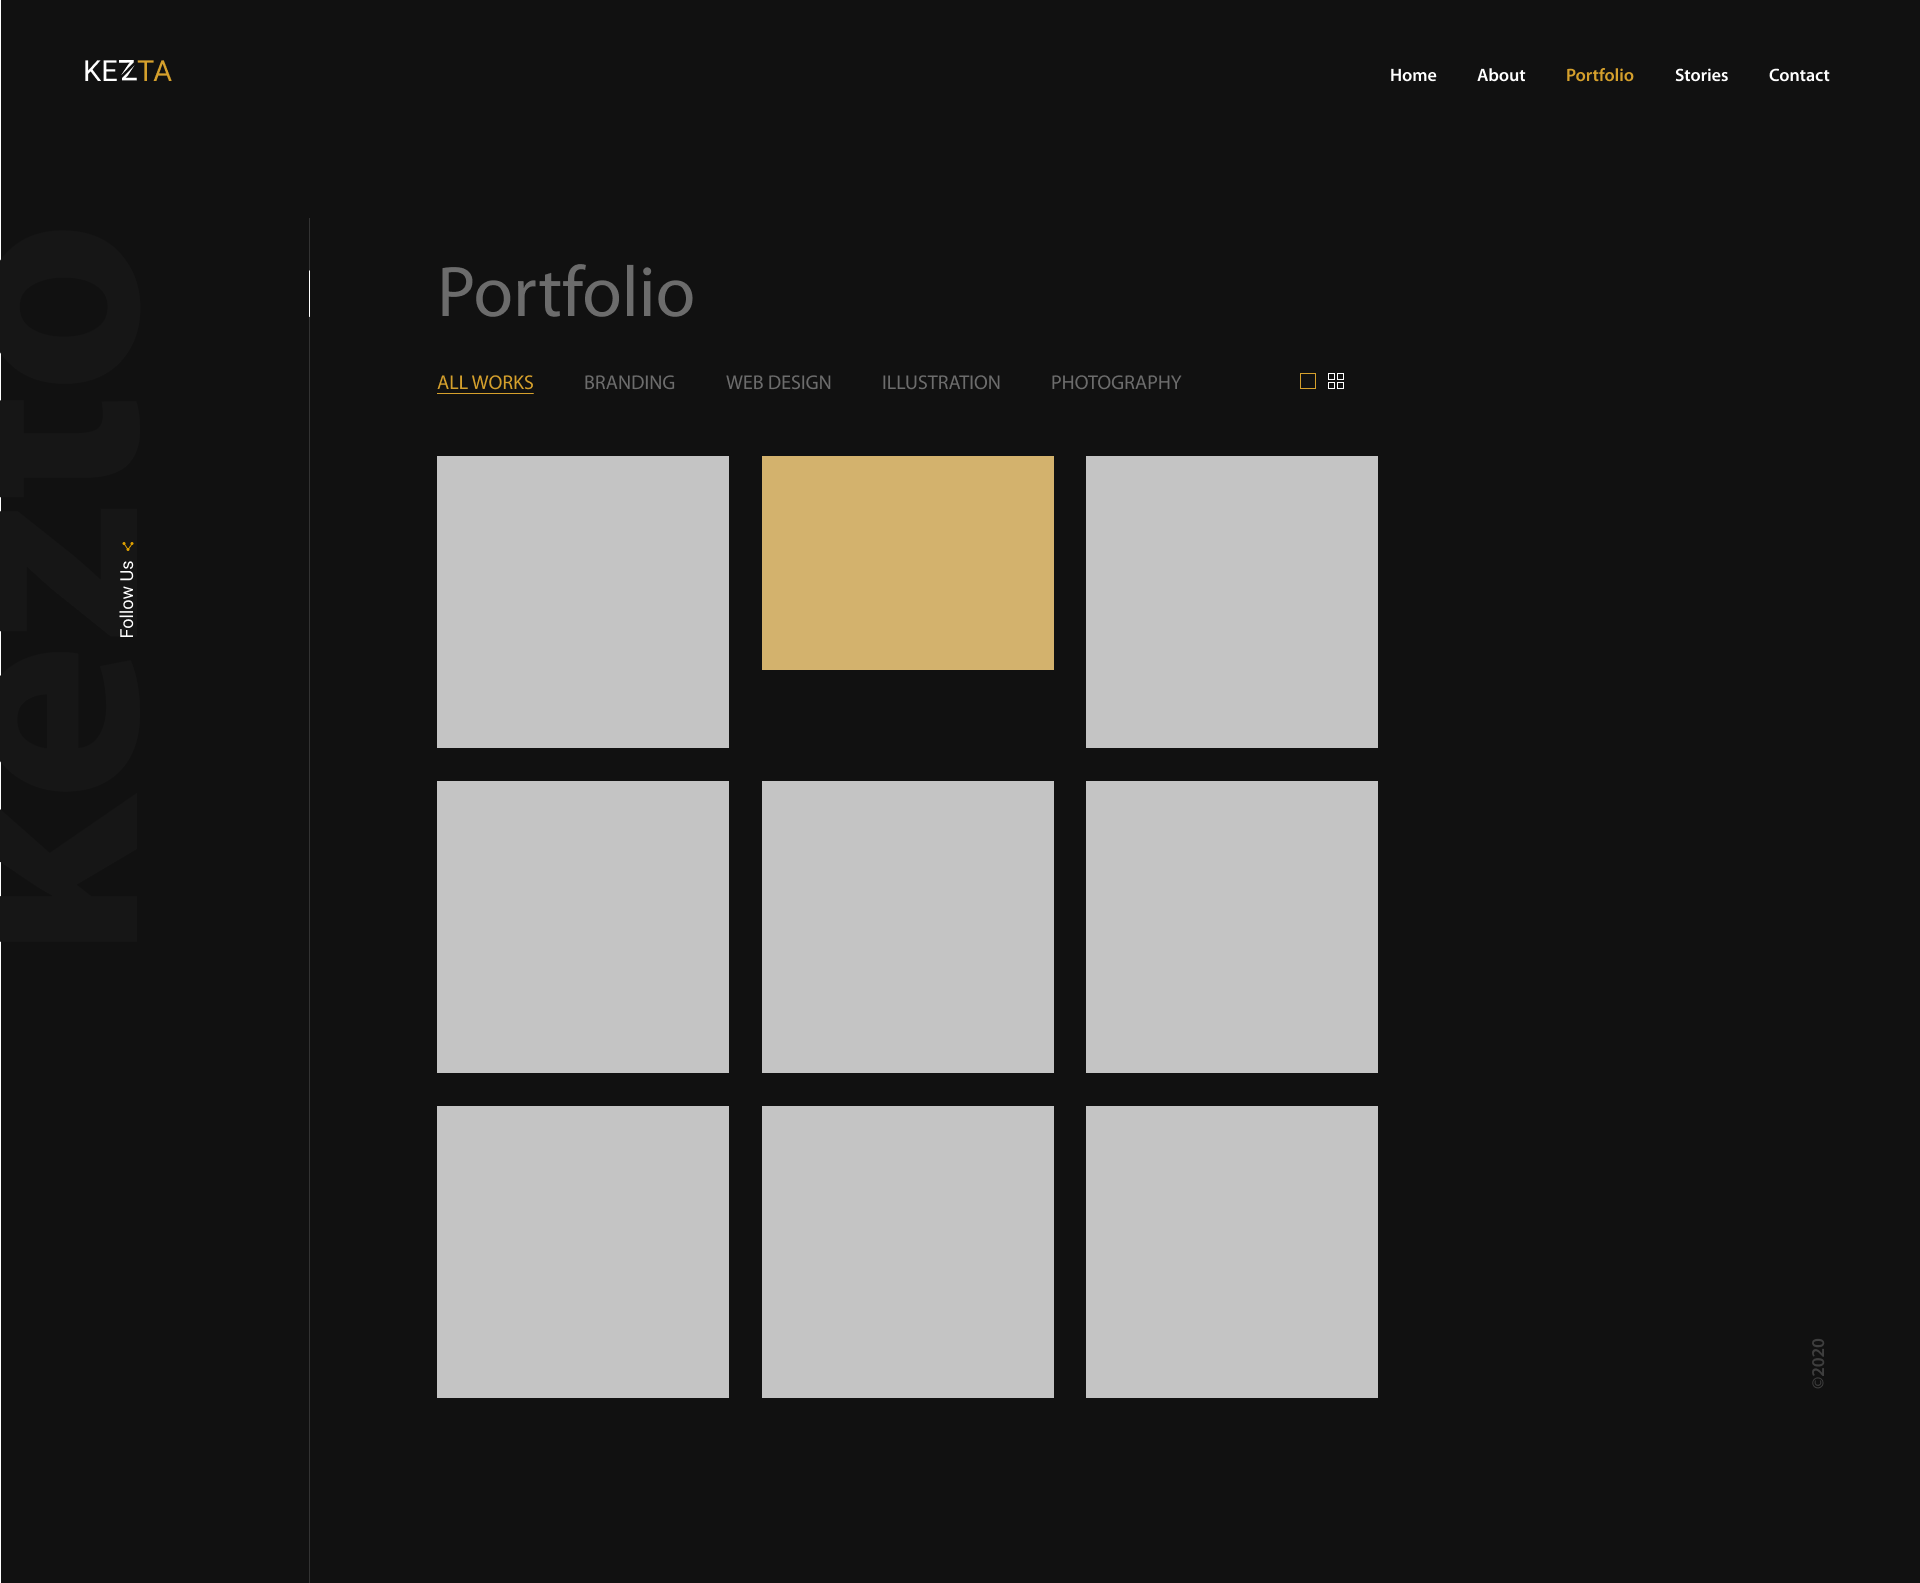 KEZTA
Home About Portfolio Stories Contact
Portfolio
ALL WORKS BRANDING WEB DESIGN ILLUSTRATION PHOTOGRAPHY
kezto
Follow Us
©2020